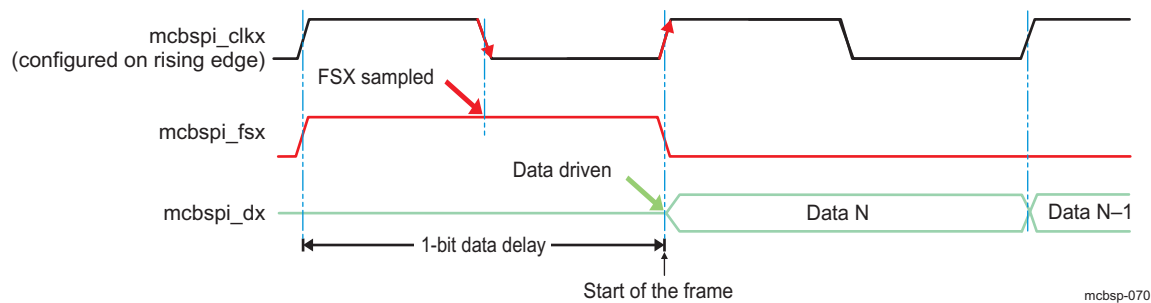 mcbspi_clkx
(configured on rising edge)
FSX sampled
mcbspi_fsx
Data driven
mcbspi_dx
Data N
Data N–1
1-bit data delay
Start of the frame
mcbsp-070